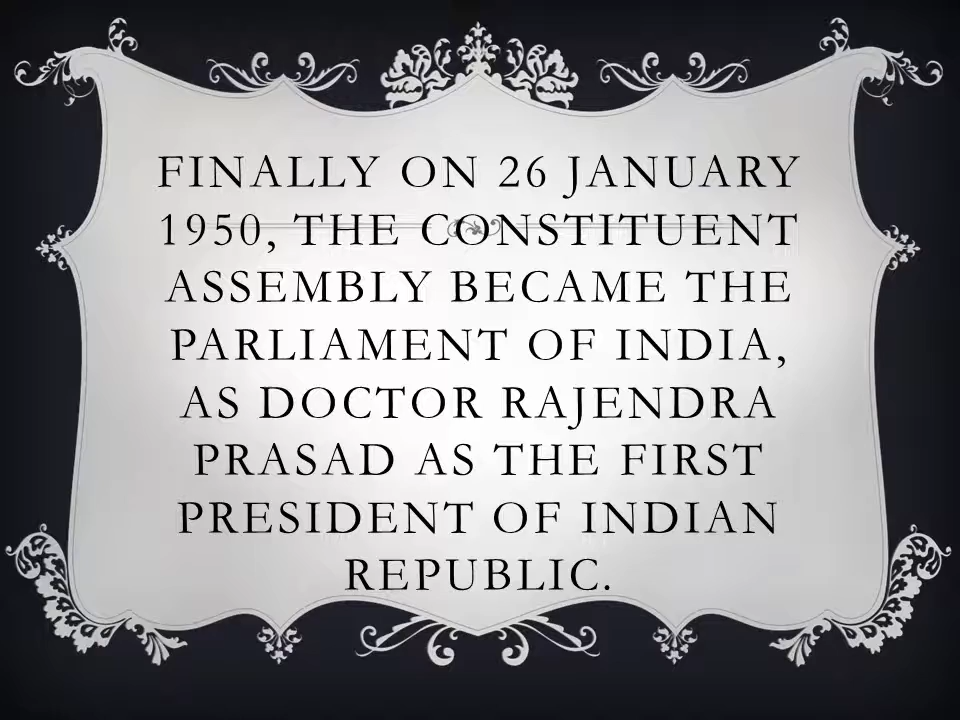 FINALLY ON 26 JANUARY
1950, THE CONSTITUENT
ASSEMBLY BECAME THE
PARLIAMENT OF INDIA,
AS DOCTOR RAJENDRA
PRASAD AS THE FIRST
PRESIDENT OF INDIAN
REPUBLIC.